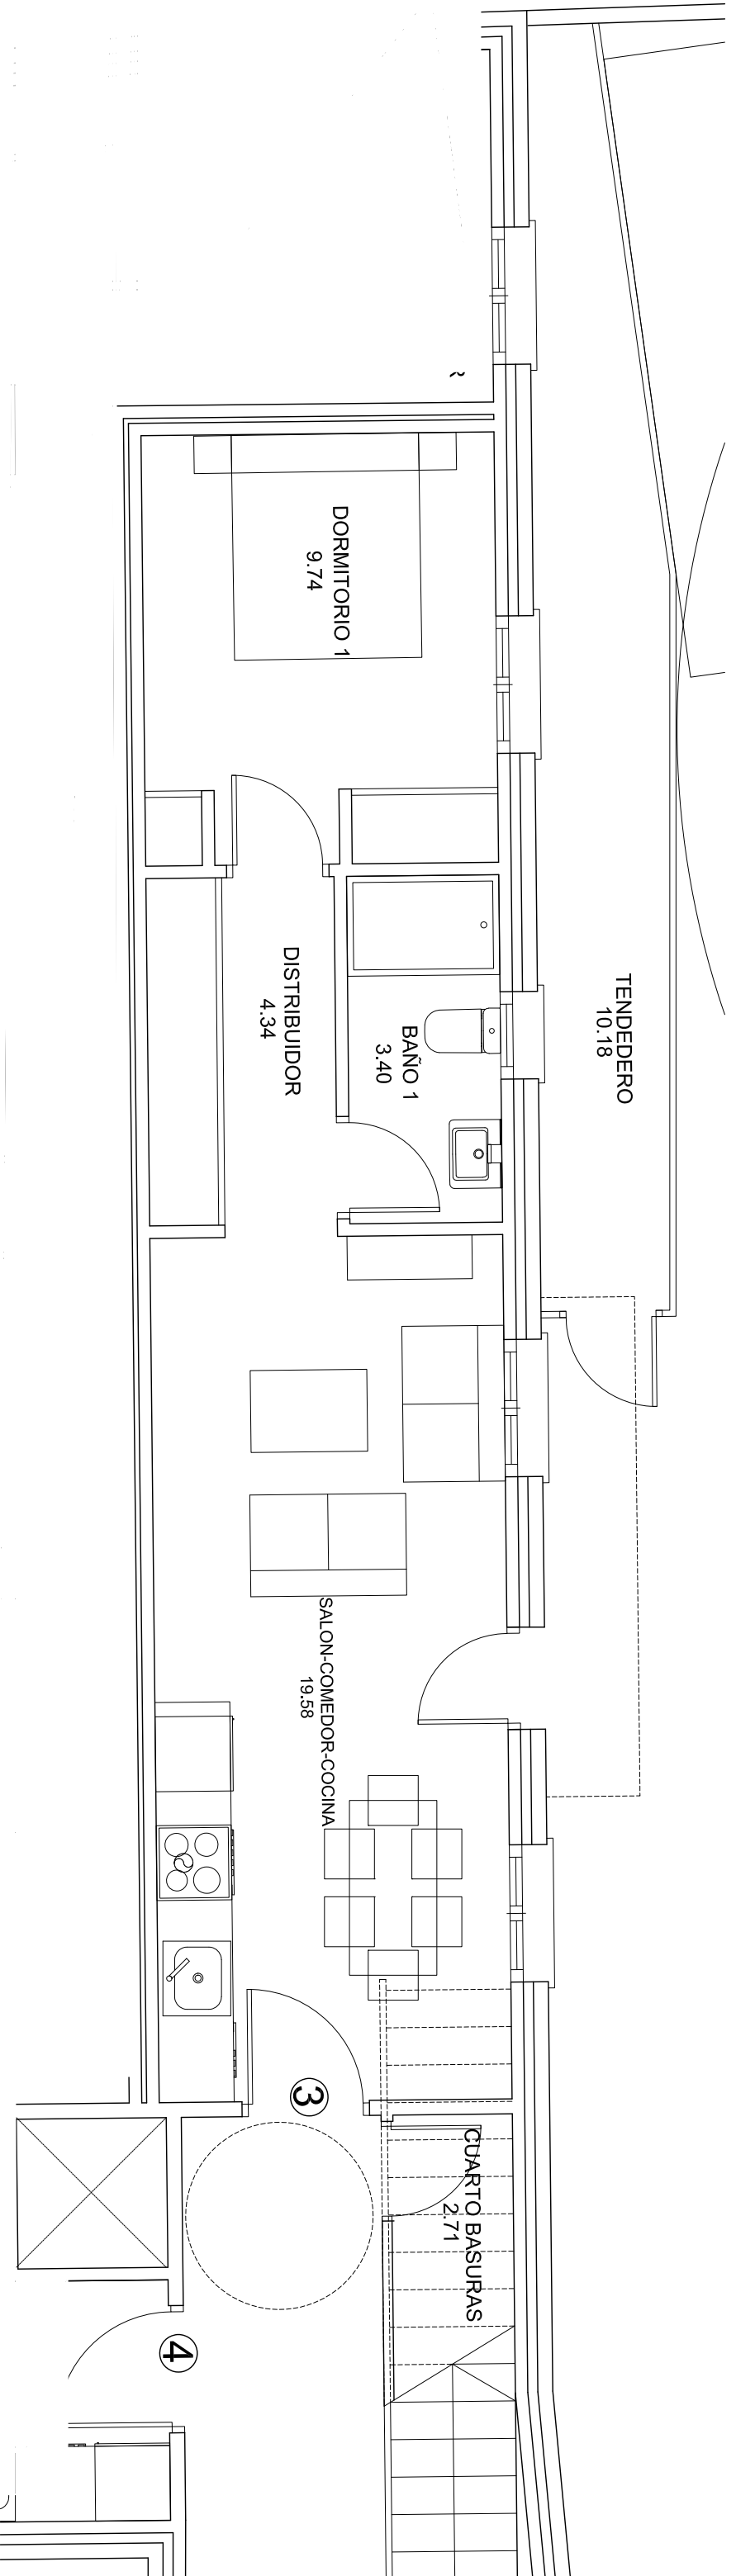 DORMITORIO 1
9.74
DISTRIBUIDOR
4.34
BAÑO 1
3.40
TENDEDERO
10.18
SALON-COMEDOR-COCINA
19.58
3
CUARTO BASURAS
2.71
4